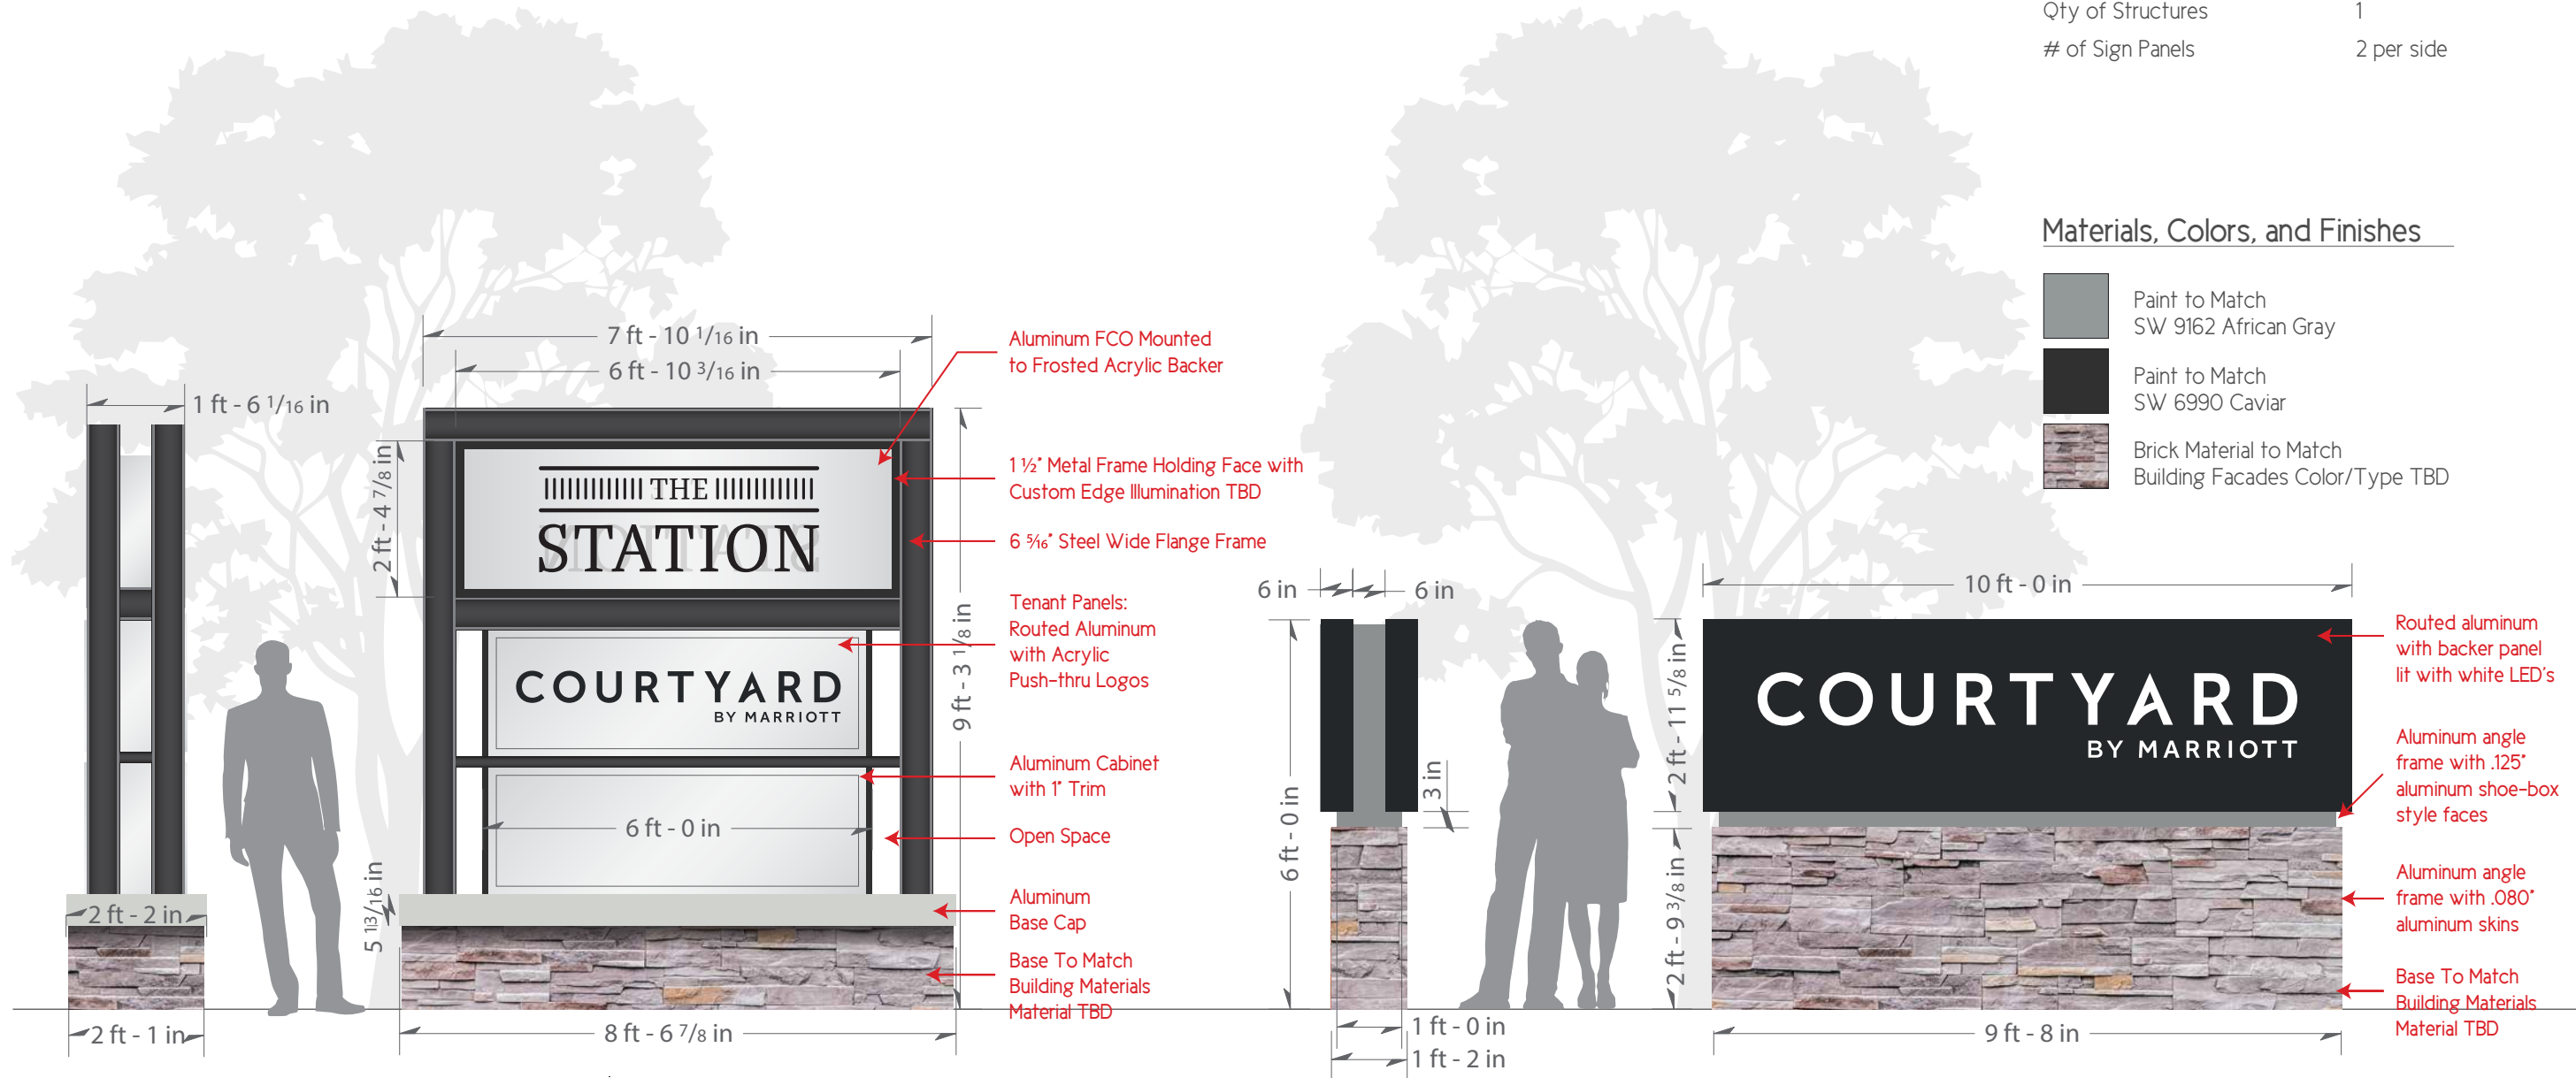 Qty of Structures 1
# of Sign Panels 2 per side
Materials, Colors, and Finishes
Paint to Match
SW 9162 African Gray
Paint to Match
SW 6990 Caviar
Brick Material to Match
Building Facades Color/Type TBD
1 ft - 6 1/16 in
2 ft - 2 in
2 ft - 1 in
7 ft - 10 1/16 in
6 ft - 10 3/16 in
2 ft - 4 7/8 in
THE
STATION
COURTYARD
BY MARRIOTT
6 ft - 0 in
9 ft - 3 1/8 in
5 13/16 in
8 ft - 6 7/8 in
Aluminum FCO Mounted
to Frosted Acrylic Backer
1 ½" Metal Frame Holding Face with
Custom Edge Illumination TBD
6 5/16" Steel Wide Flange Frame
Tenant Panels:
Routed Aluminum
with Acrylic
Push-thru Logos
Aluminum Cabinet
with 1" Trim
Open Space
Aluminum
Base Cap
Base To Match
Building Materials
Material TBD
6 in
6 in
6 ft - 0 in
3 in
1 ft - 0 in
1 ft - 2 in
10 ft - 0 in
2 ft - 11 5/8 in
2 ft - 9 3/8 in
COURTYARD
BY MARRIOTT
9 ft - 8 in
Routed aluminum
with backer panel
lit with white LED's
Aluminum angle
frame with .125"
aluminum shoe-box
style faces
Aluminum angle
frame with .080"
aluminum skins
Base To Match
Building Materials
Material TBD